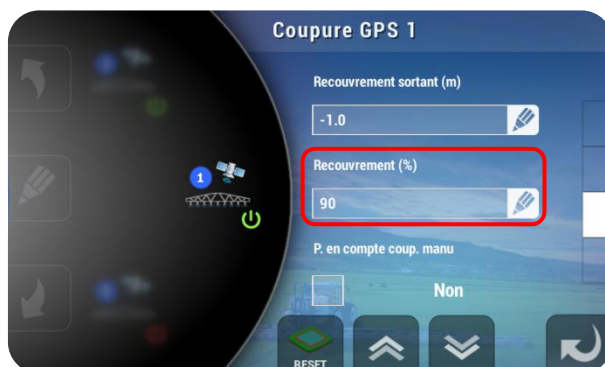 Coupure GPS 1
Recouvrement sortant (m)
-1.0
Recouvrement (%)
90
1
P. en compte coup. manu
Non
RESET